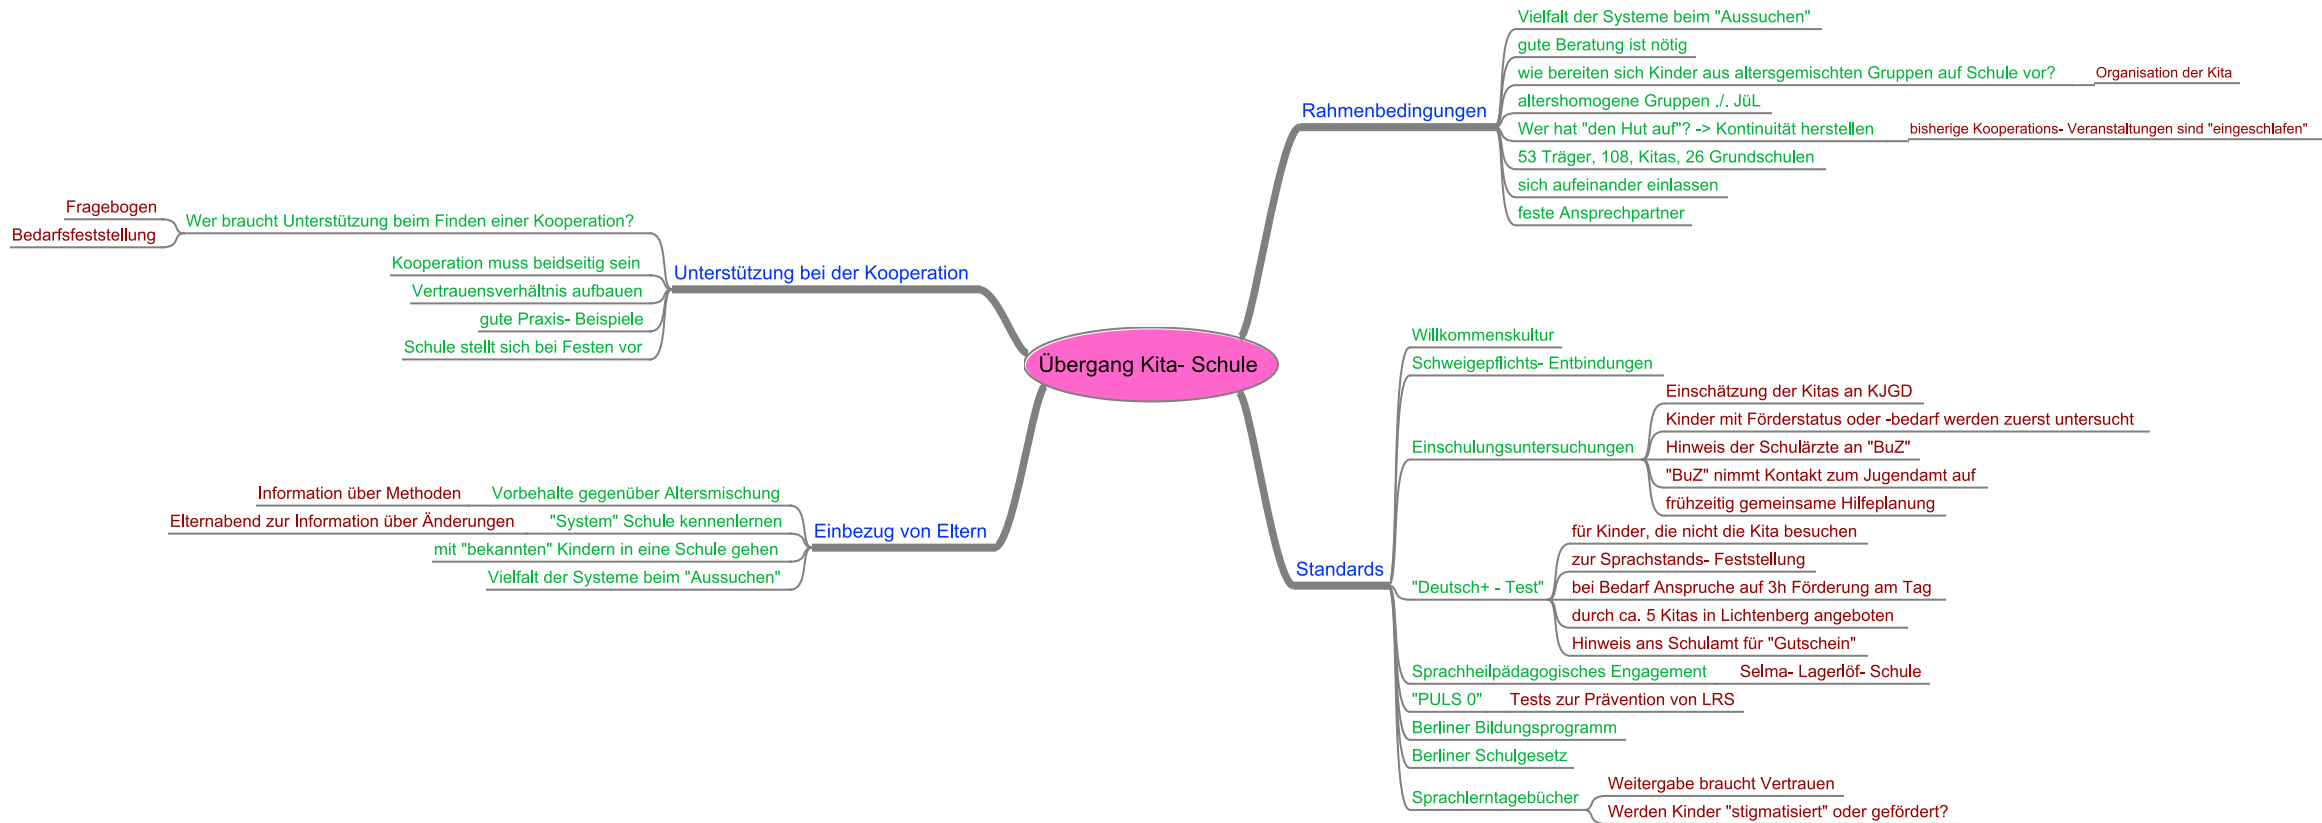 Übergang Kita- Schule
Rahmenbedingungen
Vielfalt der Systeme beim "Aussuchen"
gute Beratung ist nötig
wie bereiten sich Kinder aus altersgemischten Gruppen auf Schule vor?
Organisation der Kita
altershomogene Gruppen ./. JüL
Wer hat "den Hut auf"? -> Kontinuität herstellen
bisherige Kooperations- Veranstaltungen sind "eingeschlafen"
53 Träger, 108, Kitas, 26 Grundschulen
sich aufeinander einlassen
feste Ansprechpartner
Standards
Willkommenskultur
Schweigepflichts- Entbindungen
Einschulungsuntersuchungen
Einschätzung der Kitas an KJGD
Kinder mit Förderstatus oder -bedarf werden zuerst untersucht
Hinweis der Schulärzte an "BuZ"
"BuZ" nimmt Kontakt zum Jugendamt auf
frühzeitig gemeinsame Hilfeplanung
"Deutsch+ - Test"
für Kinder, die nicht die Kita besuchen
zur Sprachstands- Feststellung
bei Bedarf Anspruche auf 3h Förderung am Tag
durch ca. 5 Kitas in Lichtenberg angeboten
Hinweis ans Schulamt für "Gutschein"
Sprachheilpädagogisches Engagement
Selma- Lagerlöf- Schule
"PULS 0"
Tests zur Prävention von LRS
Berliner Bildungsprogramm
Berliner Schulgesetz
Sprachlerntagebücher
Weitergabe braucht Vertrauen
Werden Kinder "stigmatisiert" oder gefördert?
Unterstützung bei der Kooperation
Wer braucht Unterstützung beim Finden einer Kooperation?
Fragebogen
Bedarfsfeststellung
Kooperation muss beidseitig sein
Vertrauensverhältnis aufbauen
gute Praxis- Beispiele
Schule stellt sich bei Festen vor
Einbezug von Eltern
Vorbehalte gegenüber Altersmischung
Information über Methoden
"System" Schule kennenlernen
Elternabend zur Information über Änderungen
mit "bekannten" Kindern in eine Schule gehen
Vielfalt der Systeme beim "Aussuchen"